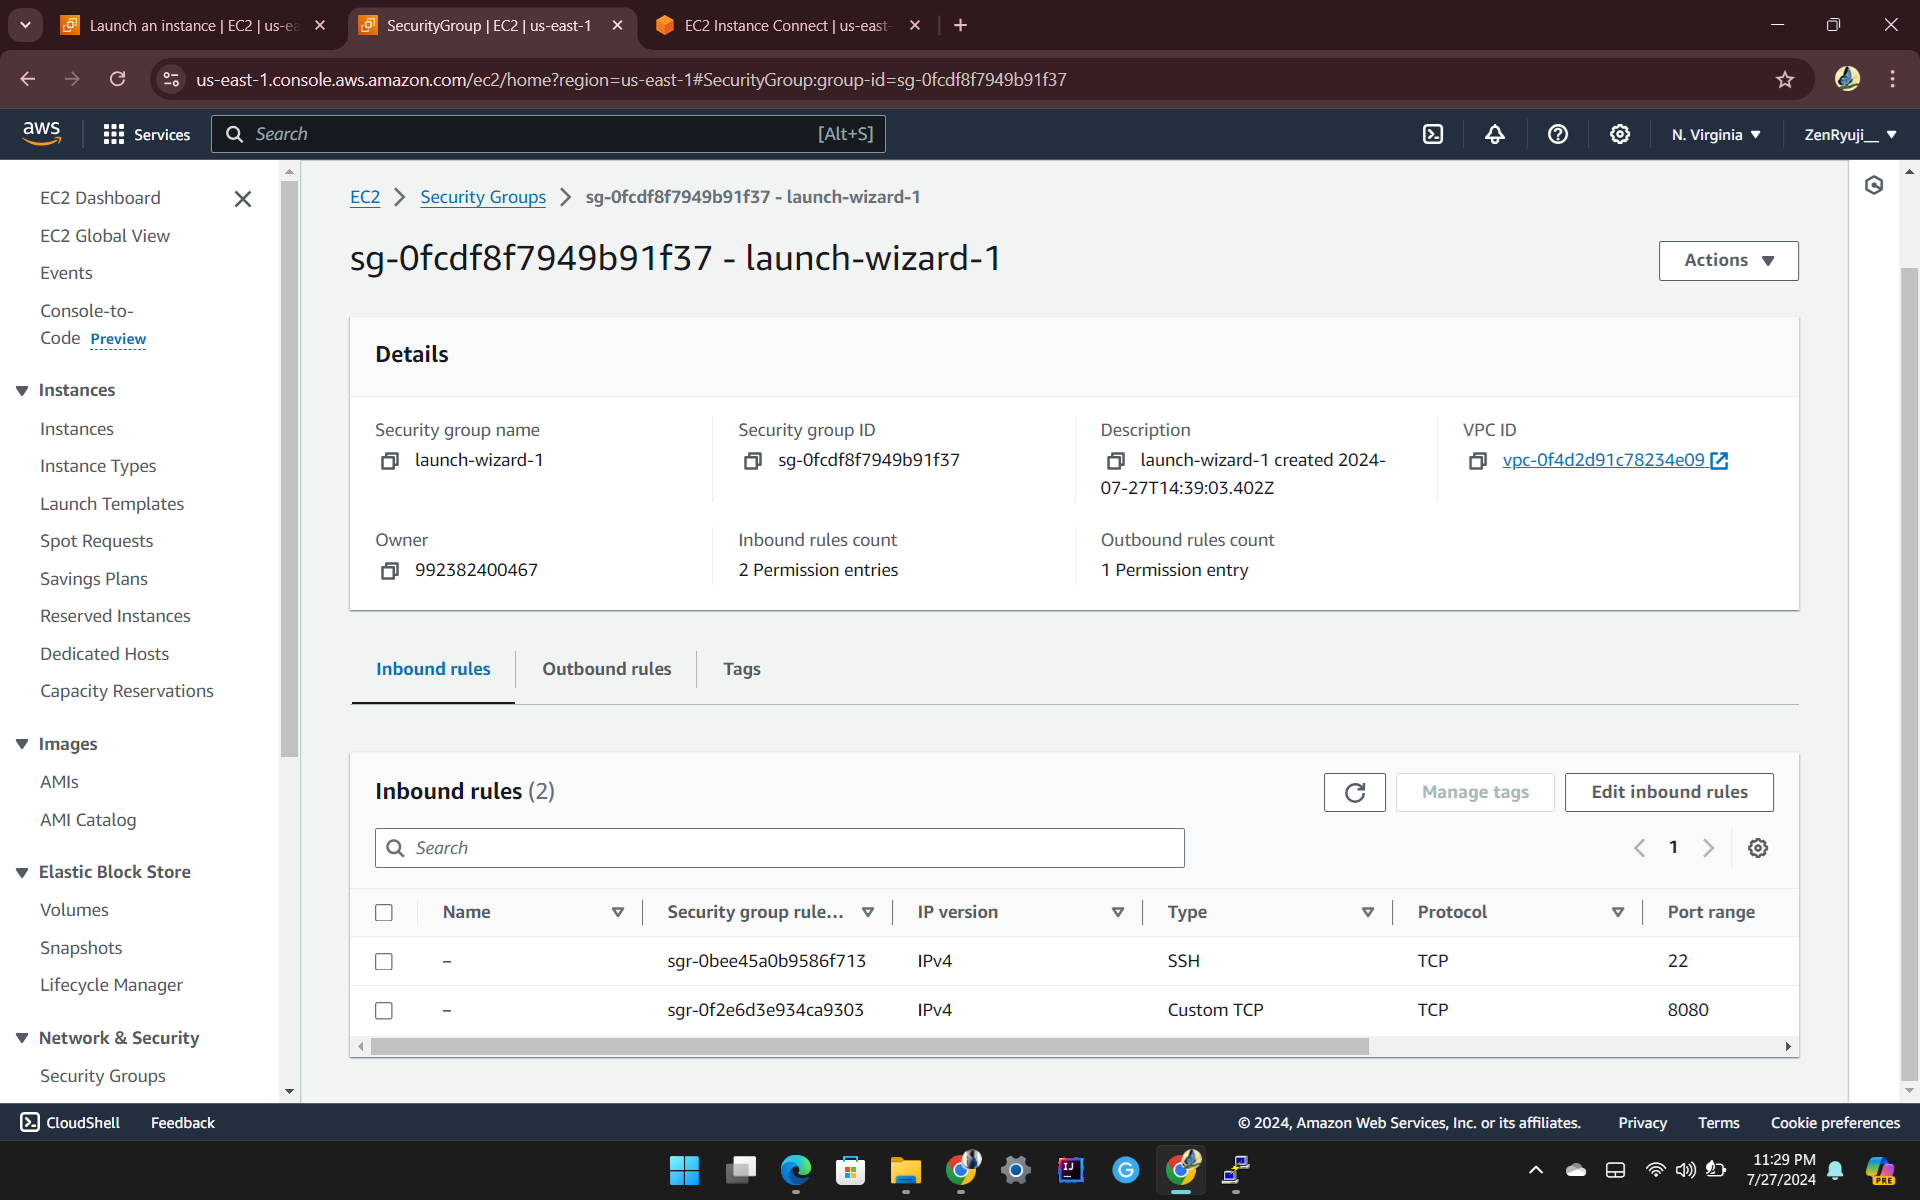 Launch an instance | EC2 | us-ea
SecurityGroup | EC2 | us-east-1
EC2 Instance Connect | us-east-
us-east-1.console.aws.amazon.com/ec2/home?region=us-east-1#SecurityGroup:group-id=sg-0fcdf8f7949b91f37
aws
Services
Search
[Alt+S]
N. Virginia
ZenRyuji__
EC2 Dashboard
EC2 Global View
Events
Console-to-
Code Preview
Instances
Instances
Instance Types
Launch Templates
Spot Requests
Savings Plans
Reserved Instances
Dedicated Hosts
Capacity Reservations
Images
AMIs
AMI Catalog
Elastic Block Store
Volumes
Snapshots
Lifecycle Manager
Network & Security
Security Groups
EC2 > Security Groups > sg-0fcdf8f7949b91f37 - launch-wizard-1
sg-0fcdf8f7949b91f37 - launch-wizard-1
Actions
Details
Security group name
launch-wizard-1
Security group ID
sg-0fcdf8f7949b91f37
Description
launch-wizard-1 created 2024-
07-27T14:39:03.402Z
VPC ID
vpc-0f4d2d91c78234e09
Owner
992382400467
Inbound rules count
2 Permission entries
Outbound rules count
1 Permission entry
Inbound rules
Outbound rules
Tags
Inbound rules (2)
Manage tags
Edit inbound rules
Search
1
Name
Security group rule...
IP version
Type
Protocol
Port range
– sgr-0bee45a0b9586f713 IPv4 SSH TCP 22
– sgr-0f2e6d3e934ca9303 IPv4 Custom TCP TCP 8080
CloudShell
Feedback
© 2024, Amazon Web Services, Inc. or its affiliates.
Privacy
Terms
Cookie preferences
IJ
G
11:29 PM
7/27/2024
PRE